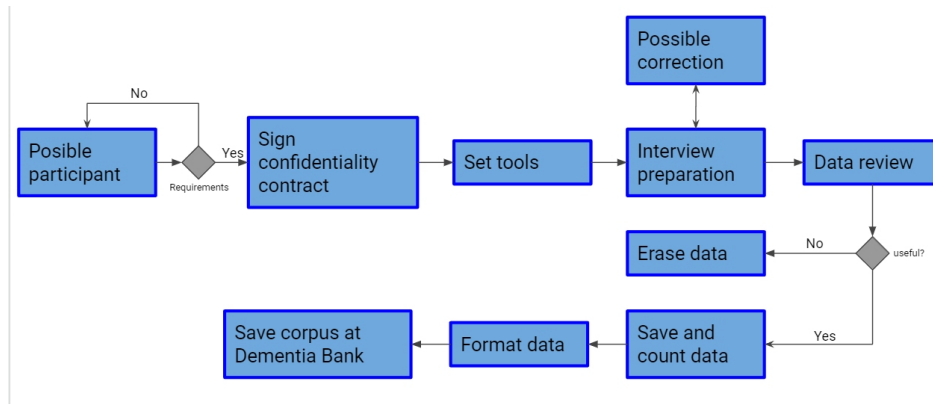 Possible
correction
No
Posible
participant
Requirements
Yes
Sign
confidentiality
contract
Set tools
Interview
preparation
Data review
Erase data
No
useful?
Save corpus at
Dementia Bank
Format data
Save and
count data
Yes